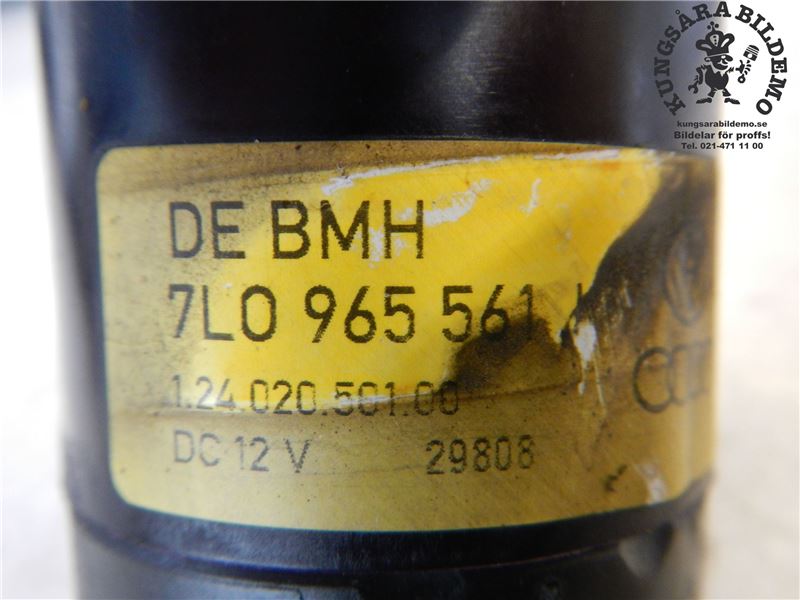 KUNGSÅRA BILDEMO
kungsarabildemo.se
Bildelar för proffs!
Tel. 021-471 11 00
DE BMH
7L0 965 561
1.24.020.501.00
DC 12 V 29808